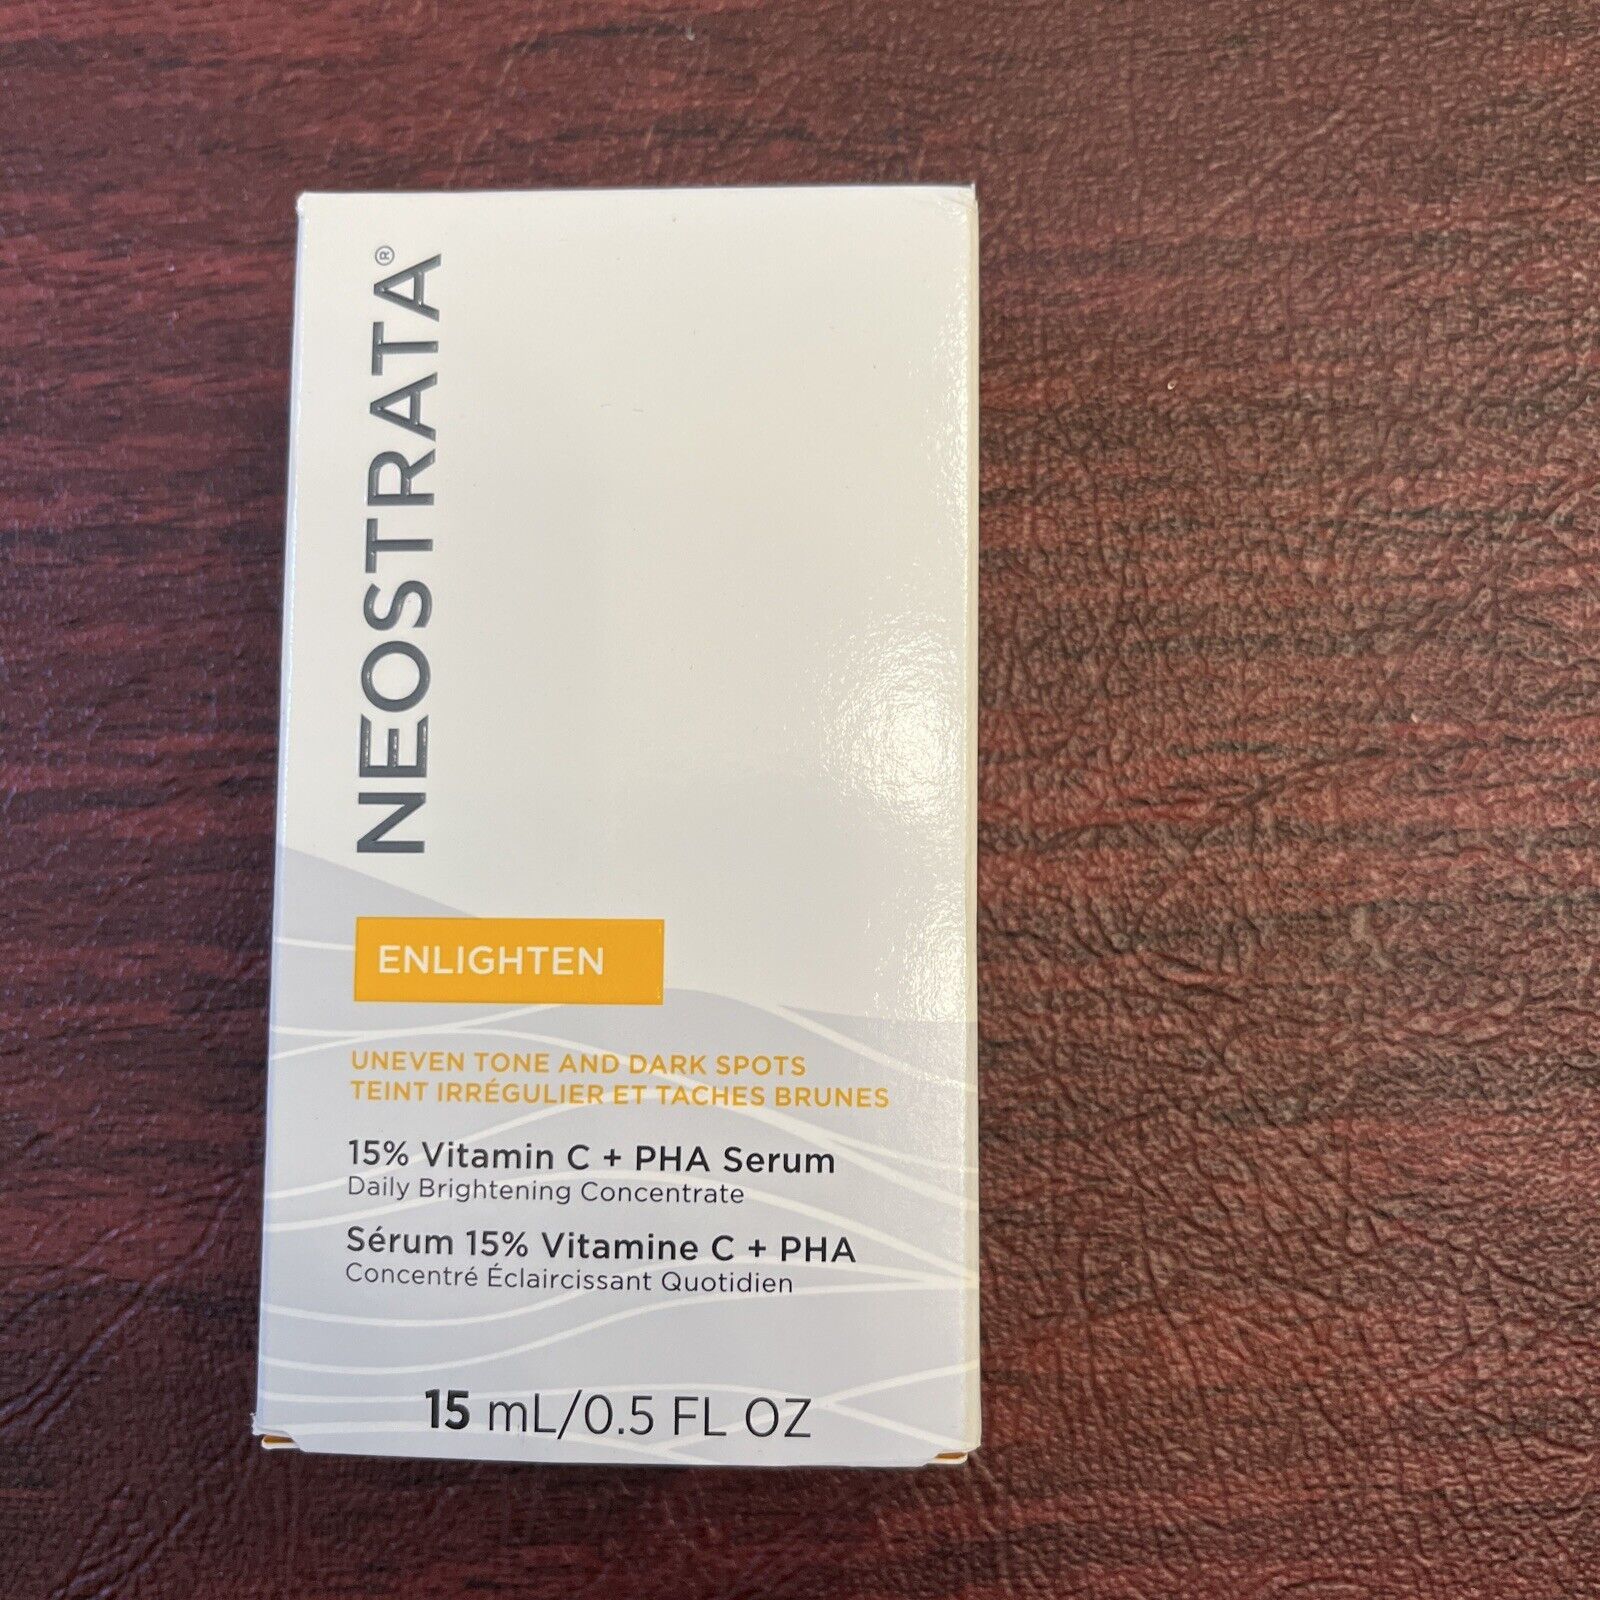 NEOSTRATA®
ENLIGHTEN
UNEVEN TONE AND DARK SPOTS
TEINT IRRÉGULIER ET TACHES BRUNES
15% Vitamin C + PHA Serum
Daily Brightening Concentrate
Sérum 15% Vitamine C + PHA
Concentré Éclaircissant Quotidien
15 mL/0.5 FL OZ